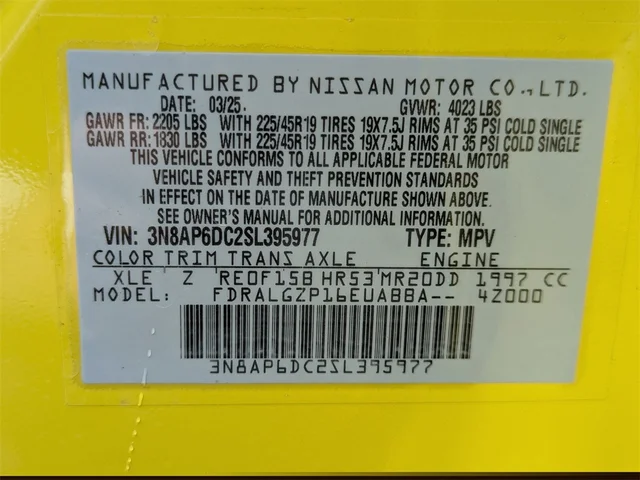 MANUFACTURED BY NISSAN MOTOR CO., LTD.
DATE: 03/25. GVWR: 4023 LBS
GAWR FR: 2205 LBS WITH 225/45R19 TIRES 19X7.5J RIMS AT 35 PSI COLD SINGLE
GAWR RR: 1830 LBS WITH 225/45R19 TIRES 19X7.5J RIMS AT 35 PSI COLD SINGLE
THIS VEHICLE CONFORMS TO ALL APPLICABLE FEDERAL MOTOR
VEHICLE SAFETY AND THEFT PREVENTION STANDARDS
IN EFFECT ON THE DATE OF MANUFACTURE SHOWN ABOVE.
SEE OWNER'S MANUAL FOR ADDITIONAL INFORMATION.
VIN: 3N8AP6DC2SL395977 TYPE: MPV
COLOR TRIM TRANS AXLE ENGINE
XLE Z RE0F15B HR53 MR20DD 1997 CC
MODEL: FDRALGZP16EUABBA-- 4Z000
3N8AP6DC2SL395977